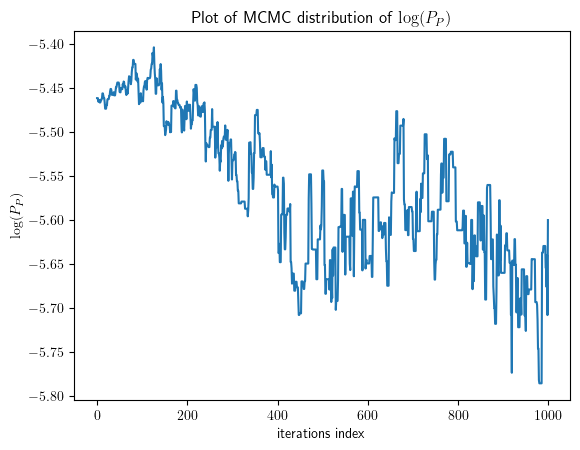 Plot of MCMC distribution of log(P_P)
−5.40
−5.45
−5.50
−5.55
−5.60
−5.65
−5.70
−5.75
−5.80
log(P_P)
0 200 400 600 800 1000
iterations index